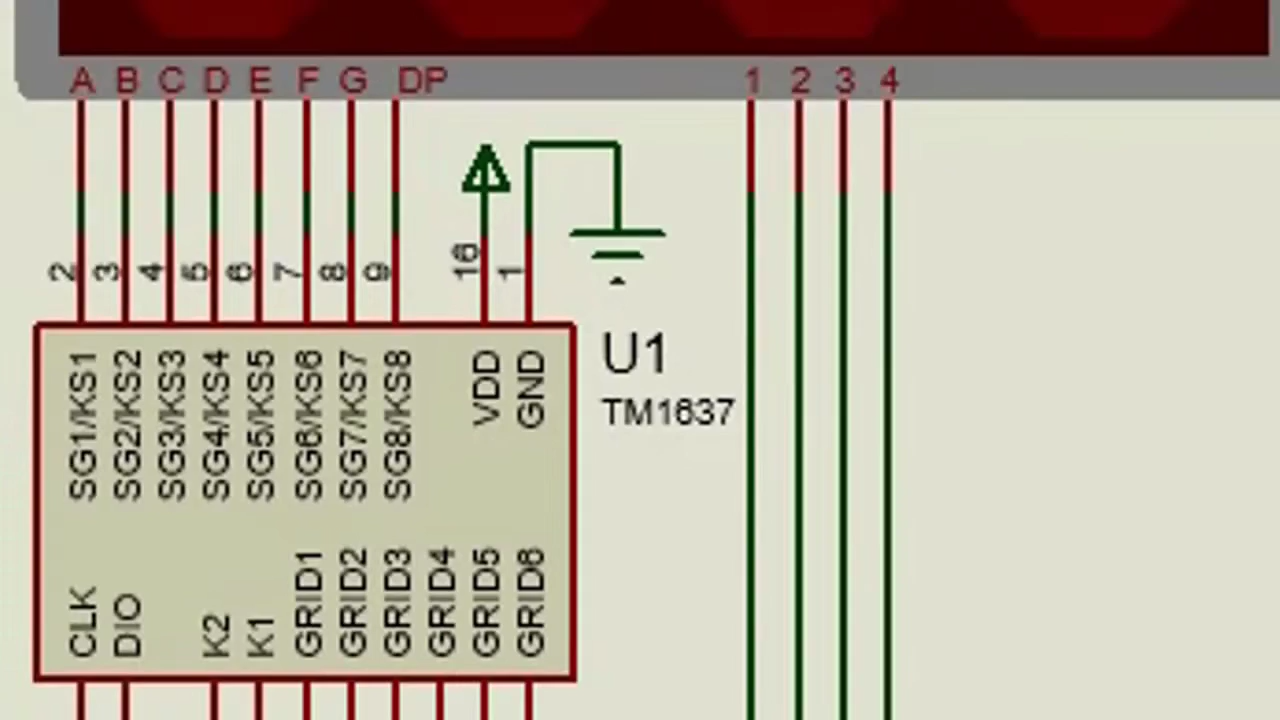 A B C D E F G DP 1 2 3 4
2 3 4 5 6 7 8 9 16 1
U1
TM1637
SG1/KS1
SG2/KS2
SG3/KS3
SG4/KS4
SG5/KS5
SG6/KS6
SG7/KS7
SG8/KS8
VDD
GND
CLK
DIO
K2
K1
GRID1
GRID2
GRID3
GRID4
GRID5
GRID6